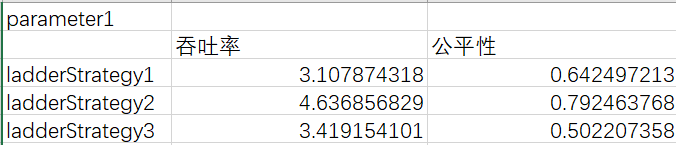 parameter1
吞吐率 公平性
ladderStrategy1 3.107874318 0.642497213
ladderStrategy2 4.636856829 0.792463768
ladderStrategy3 3.419154101 0.502207358